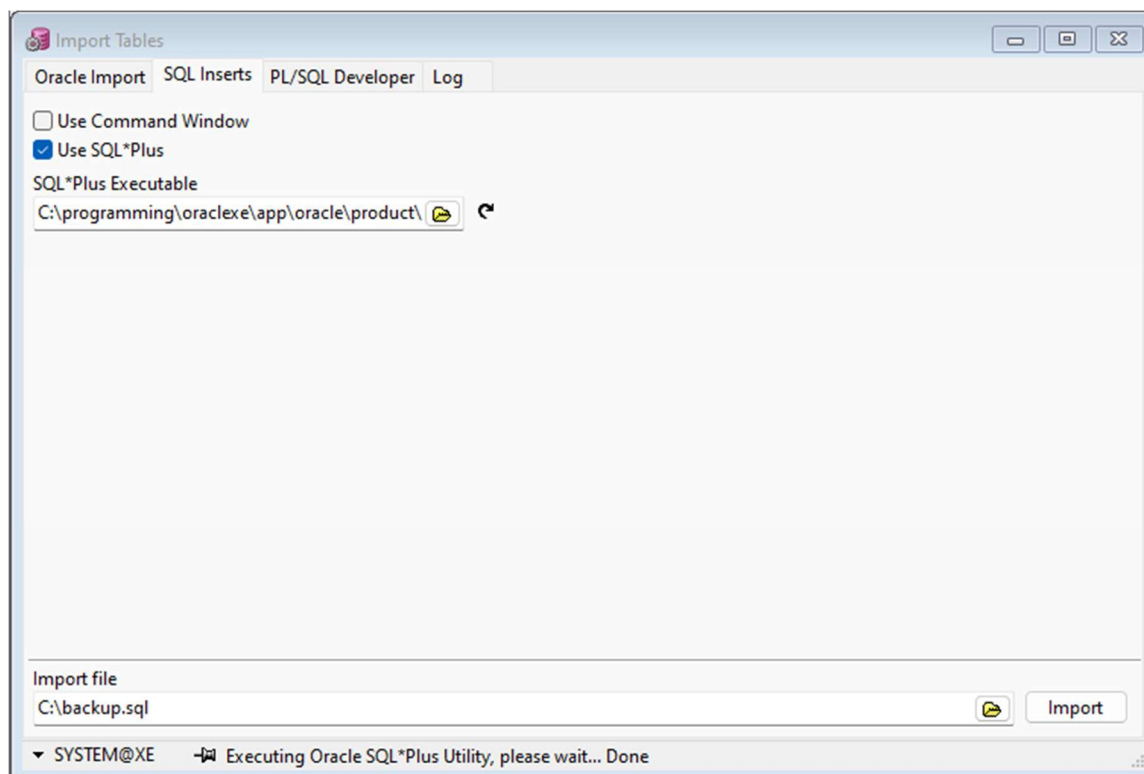 Import Tables
Oracle Import SQL Inserts PL/SQL Developer Log
Use Command Window
Use SQL*Plus
SQL*Plus Executable
C:\programming\oraclexe\app\oracle\product\
Import file
C:\backup.sql
Import
SYSTEM@XE Executing Oracle SQL*Plus Utility, please wait... Done